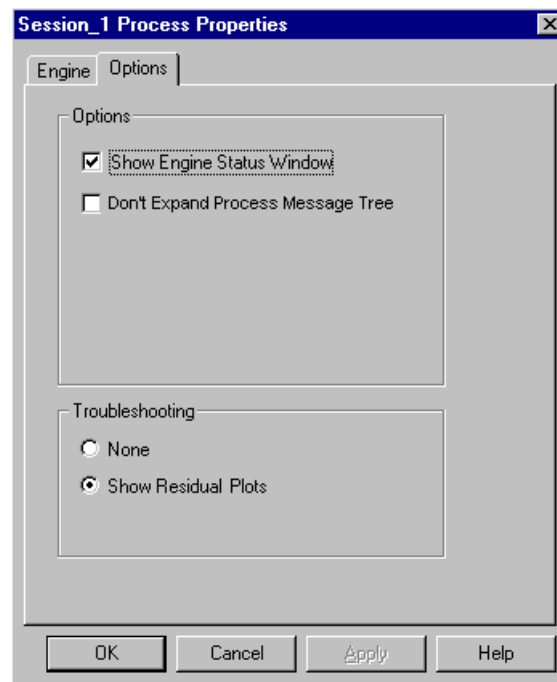 Session_1 Process Properties
Engine
Options
Options
Show Engine Status Window
Don't Expand Process Message Tree
Troubleshooting
None
Show Residual Plots
OK
Cancel
Apply
Help